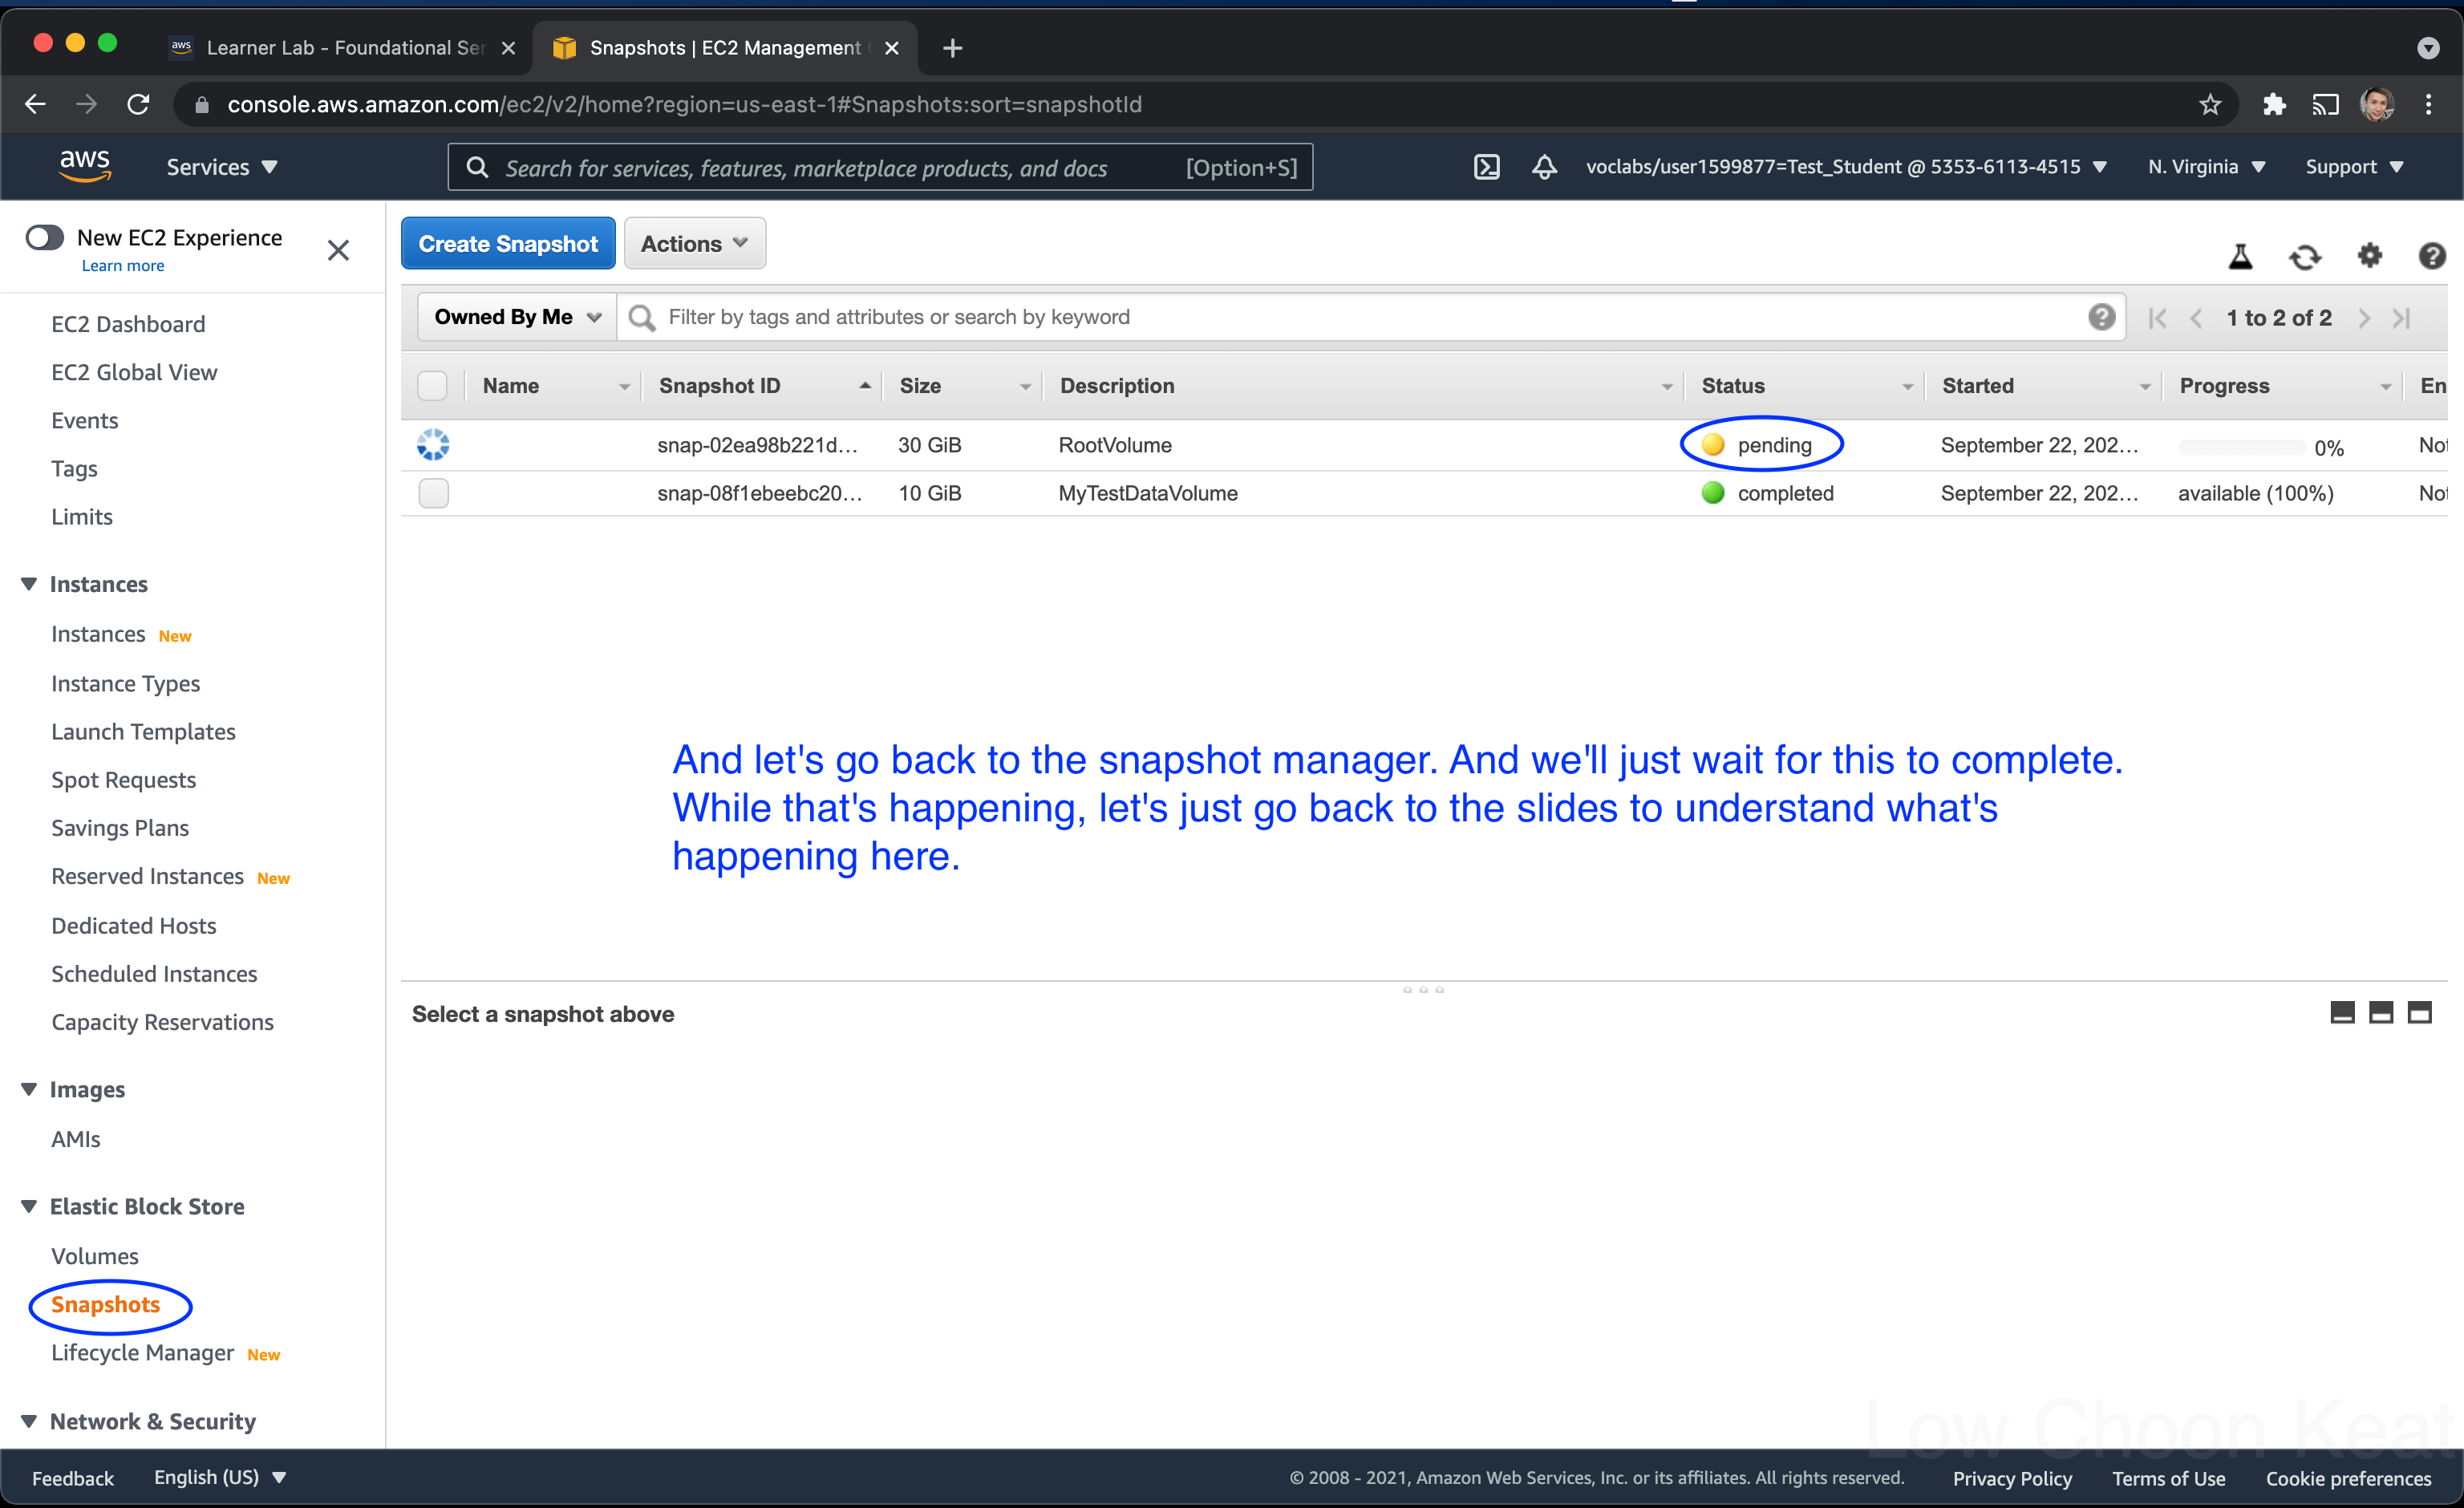 Learner Lab - Foundational Ser
Snapshots | EC2 Management
console.aws.amazon.com/ec2/v2/home?region=us-east-1#Snapshots:sort=snapshotId
aws Services Search for services, features, marketplace products, and docs [Option+S] voclabs/user1599877=Test_Student @ 5353-6113-4515 N. Virginia Support
New EC2 Experience
Learn more
EC2 Dashboard
EC2 Global View
Events
Tags
Limits
Instances
Instances New
Instance Types
Launch Templates
Spot Requests
Savings Plans
Reserved Instances New
Dedicated Hosts
Scheduled Instances
Capacity Reservations
Images
AMIs
Elastic Block Store
Volumes
Snapshots
Lifecycle Manager New
Network & Security
Create Snapshot Actions
Owned By Me Filter by tags and attributes or search by keyword 1 to 2 of 2
Name Snapshot ID Size Description Status Started Progress En
snap-02ea98b221d... 30 GiB RootVolume pending September 22, 202... 0% Not
snap-08f1ebeebc20... 10 GiB MyTestDataVolume completed September 22, 202... available (100%) Not
And let's go back to the snapshot manager. And we'll just wait for this to complete.
While that's happening, let's just go back to the slides to understand what's
happening here.
Select a snapshot above
Low Choon Keat
Feedback English (US) © 2008 - 2021, Amazon Web Services, Inc. or its affiliates. All rights reserved. Privacy Policy Terms of Use Cookie preferences